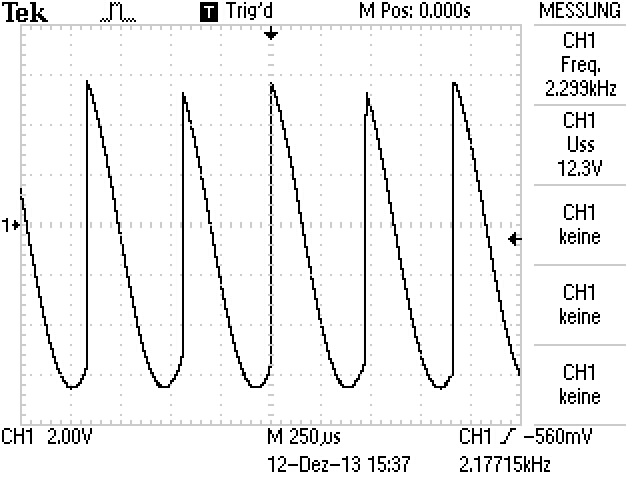 Tek T Trig'd M Pos: 0.000s MESSUNG
CH1
Freq.
2.299kHz
CH1
Uss
12.3V
1
CH1
keine
CH1
keine
CH1
keine
CH1 2.00V M 250µs CH1 -560mV
12-Dez-13 15:37 2.17715kHz